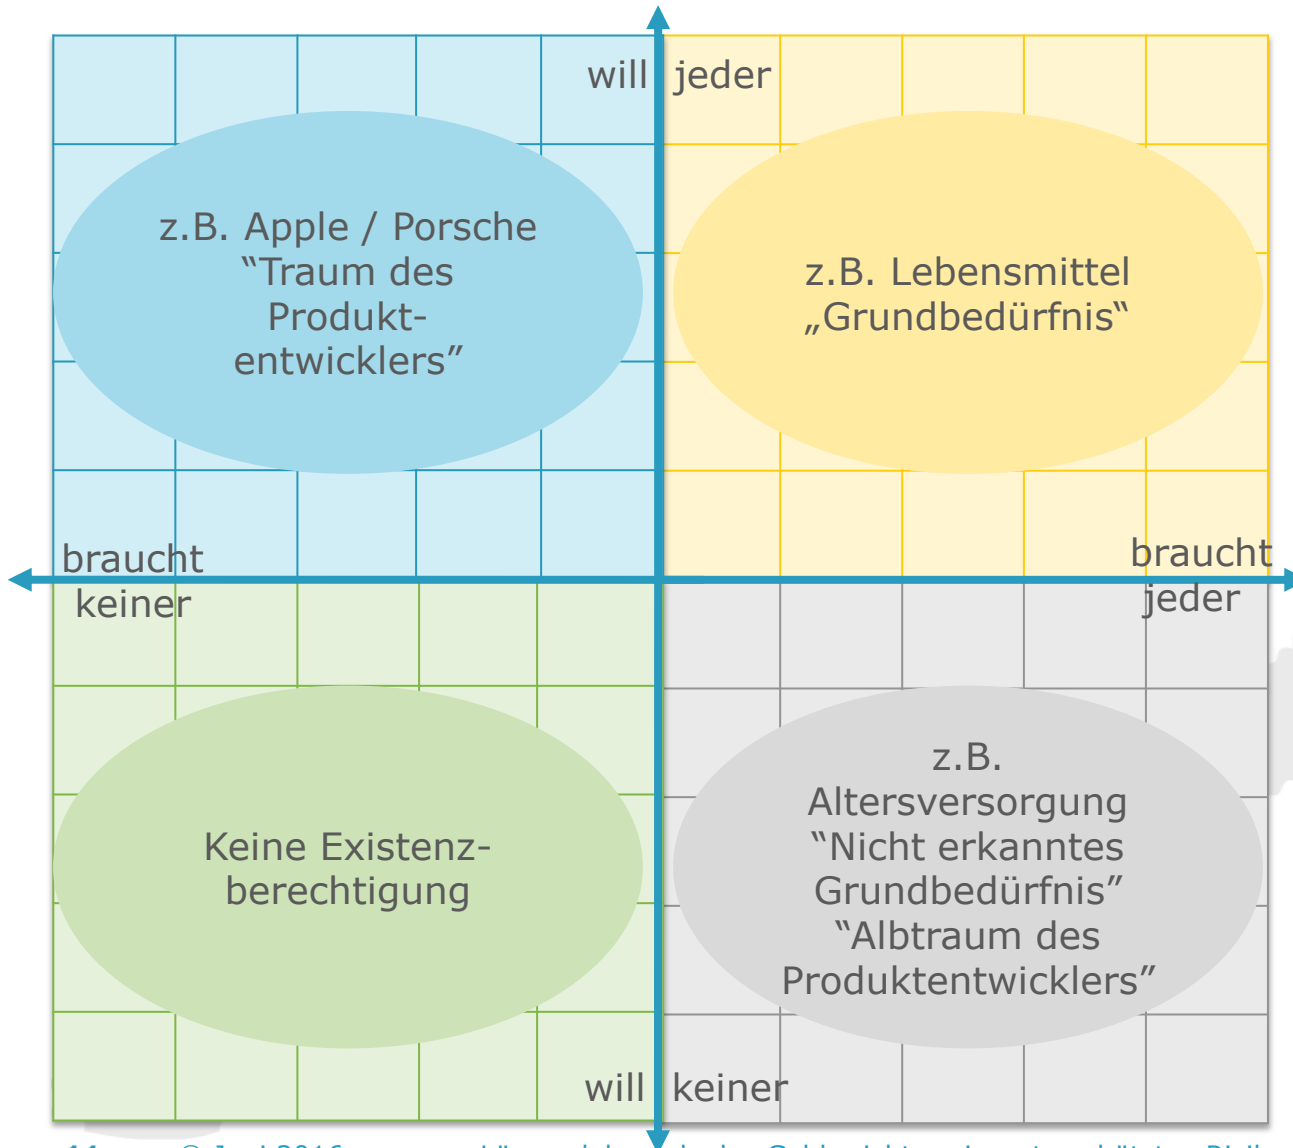 will jeder
z.B. Apple / Porsche
“Traum des
Produkt-
entwicklers”
z.B. Lebensmittel
„Grundbedürfnis“
braucht
keiner
braucht
jeder
Keine Existenz-
berechtigung
z.B.
Altersversorgung
“Nicht erkanntes
Grundbedürfnis”
“Albtraum des
Produktentwicklers”
will keiner